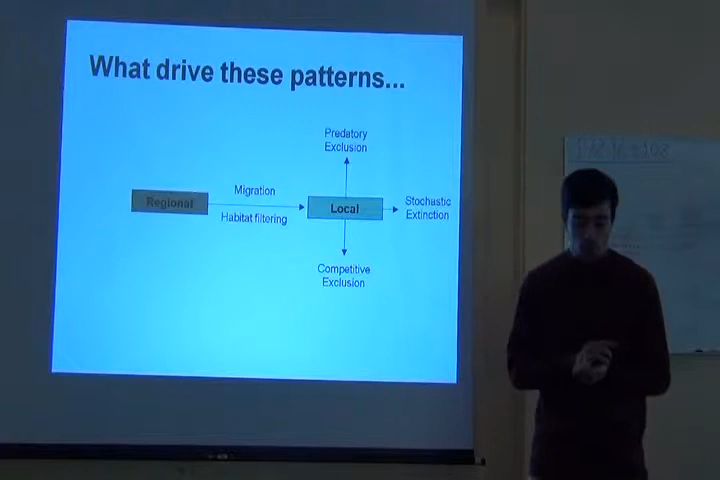 What drive these patterns...
Predatory
Exclusion
Migration
Regional
Local
Stochastic
Extinction
Habitat filtering
Competitive
Exclusion